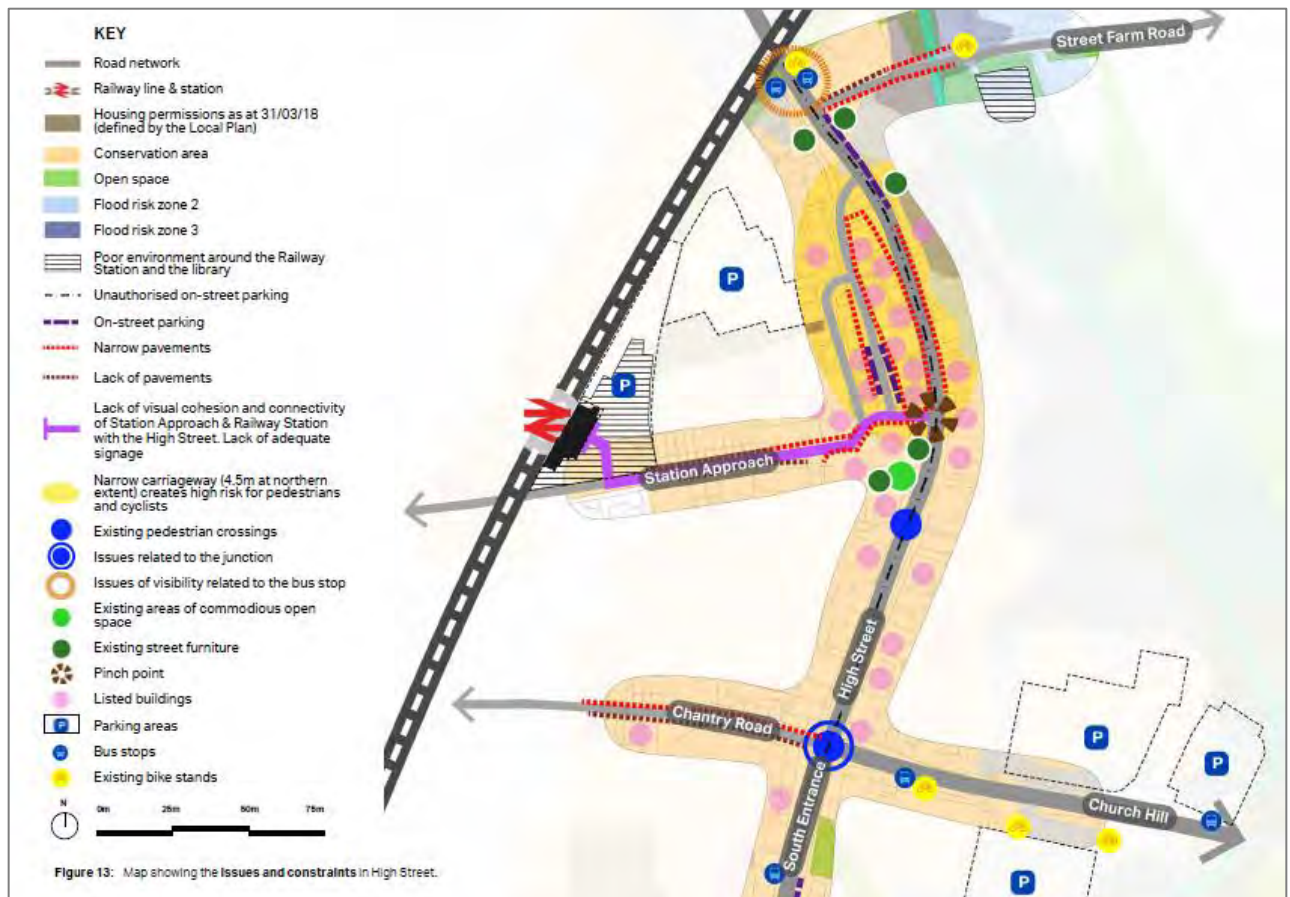 KEY
Road network
Railway line & station
Housing permissions as at 31/03/18
(defined by the Local Plan)
Conservation area
Open space
Flood risk zone 2
Flood risk zone 3
Poor environment around the Railway
Station and the library
Unauthorised on-street parking
On-street parking
Narrow pavements
Lack of pavements
Lack of visual cohesion and connectivity
of Station Approach & Railway Station
with the High Street. Lack of adequate
signage
Narrow carriageway (4.5m at northern
extent) creates high risk for pedestrians
and cyclists
Existing pedestrian crossings
Issues related to the junction
Issues of visibility related to the bus stop
Existing areas of commodious open
space
Existing street furniture
Pinch point
Listed buildings
P
Parking areas
Bus stops
Existing bike stands
N
0m 25m 50m 75m
Figure 13: Map showing the issues and constraints in High Street.
Street Farm Road
P
P
Station Approach
High Street
Chantry Road
South Entrance
Church Hill
P
P
P